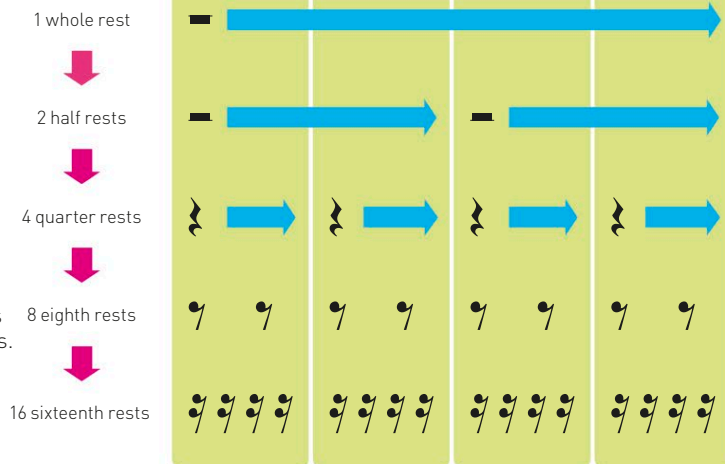 1 whole rest
2 half rests
4 quarter rests
8 eighth rests
s.
16 sixteenth rests